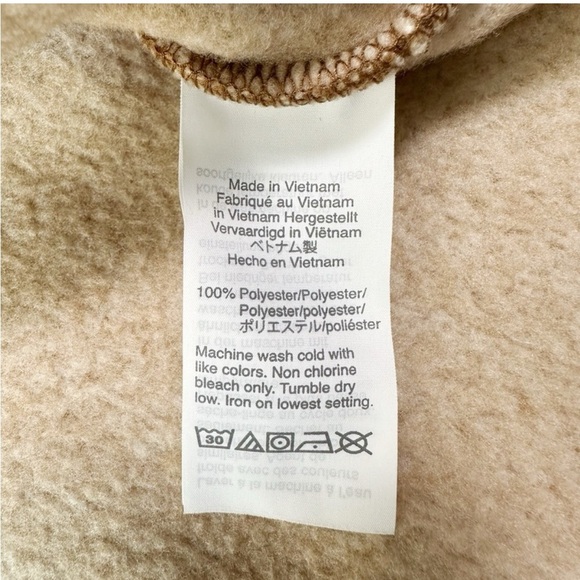 Made in Vietnam
Fabriqué au Vietnam
in Vietnam Hergestellt
Vervaardigd in Viêtnam
ベトナム製
Hecho en Vietnam
100% Polyester/Polyester/
Polyester/polyester/
ポリエステル/poliéster
Machine wash cold with
like colors. Non chlorine
bleach only. Tumble dry
low. Iron on lowest setting.
30